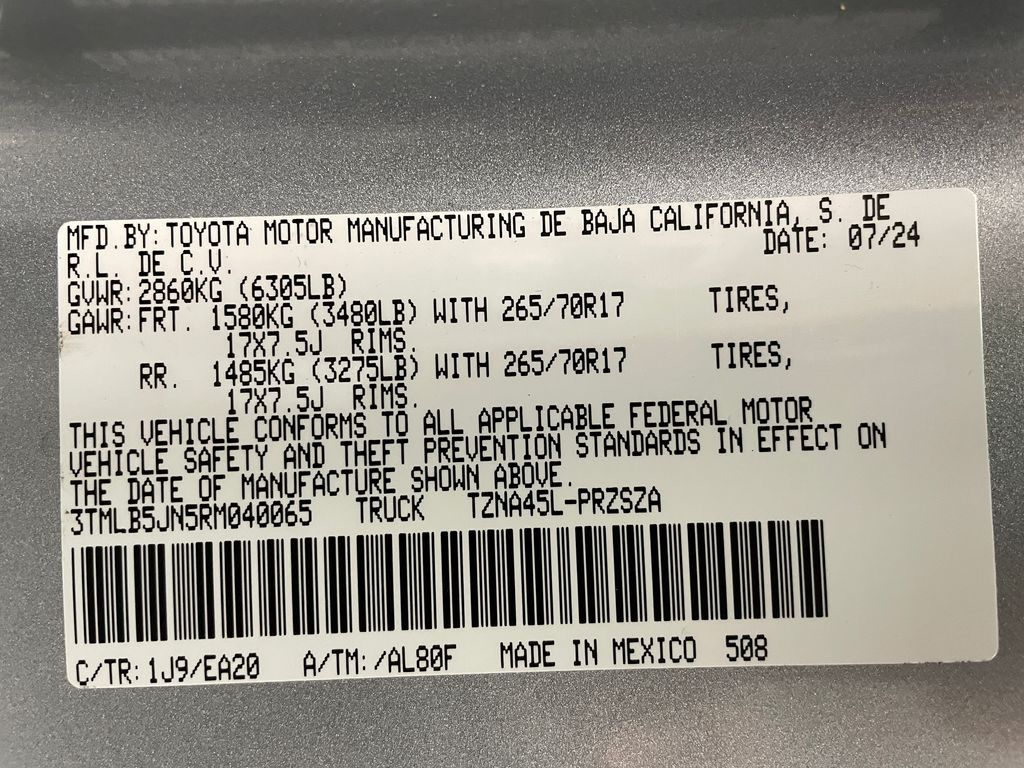 MFD.BY: TOYOTA MOTOR MANUFACTURING DE BAJA CALIFORNIA, S. DE
R.L. DE C.V. DATE: 07/24
GVWR: 2860KG (6305LB)
GAWR: FRT. 1580KG (3480LB) WITH 265/70R17 TIRES,
17X7.5J RIMS.
RR. 1485KG (3275LB) WITH 265/70R17 TIRES,
17X7.5J RIMS.
THIS VEHICLE CONFORMS TO ALL APPLICABLE FEDERAL MOTOR
VEHICLE SAFETY AND THEFT PREVENTION STANDARDS IN EFFECT ON
THE DATE OF MANUFACTURE SHOWN ABOVE.
3TMLB5JN5RM040065 TRUCK TZNA45L-PRZSZA
C/TR: 1J9/EA20 A/TM: /AL80F MADE IN MEXICO 508